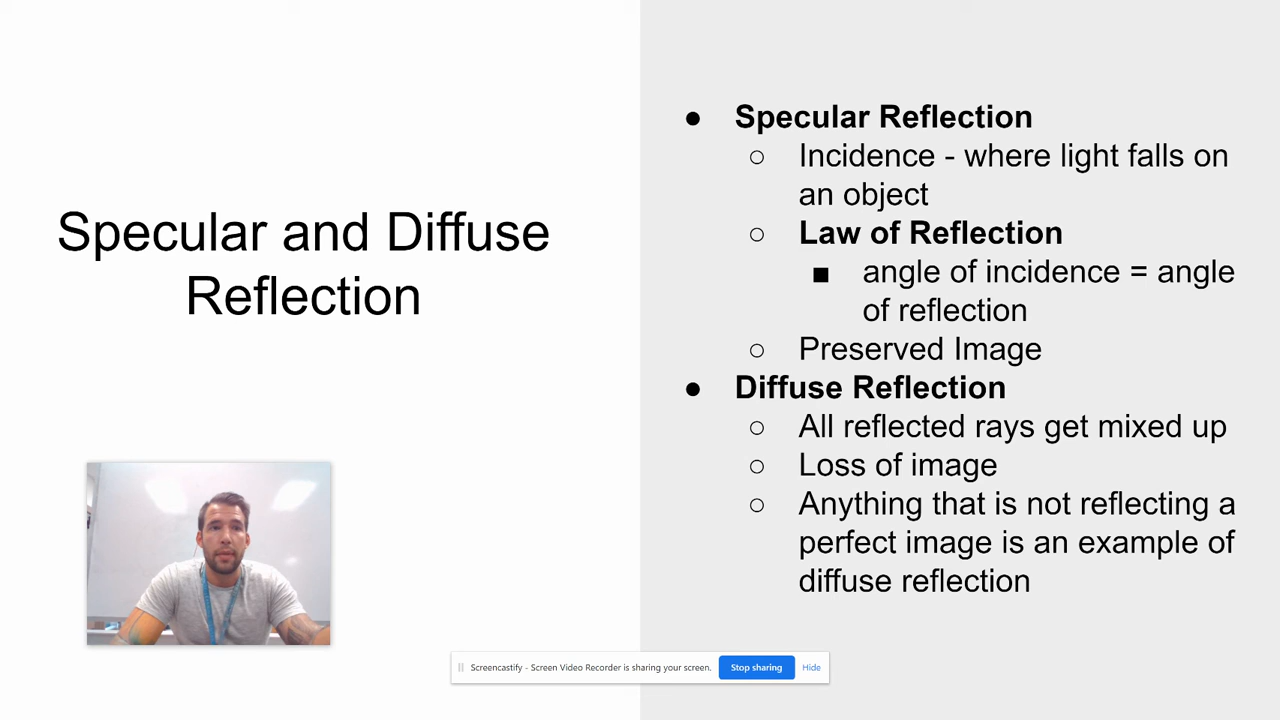 Specular and Diffuse
Reflection
● Specular Reflection
○ Incidence - where light falls on
an object
○ Law of Reflection
■ angle of incidence = angle
of reflection
○ Preserved Image
● Diffuse Reflection
○ All reflected rays get mixed up
○ Loss of image
○ Anything that is not reflecting a
perfect image is an example of
diffuse reflection
Screencastify - Screen Video Recorder is sharing your screen. Stop sharing Hide